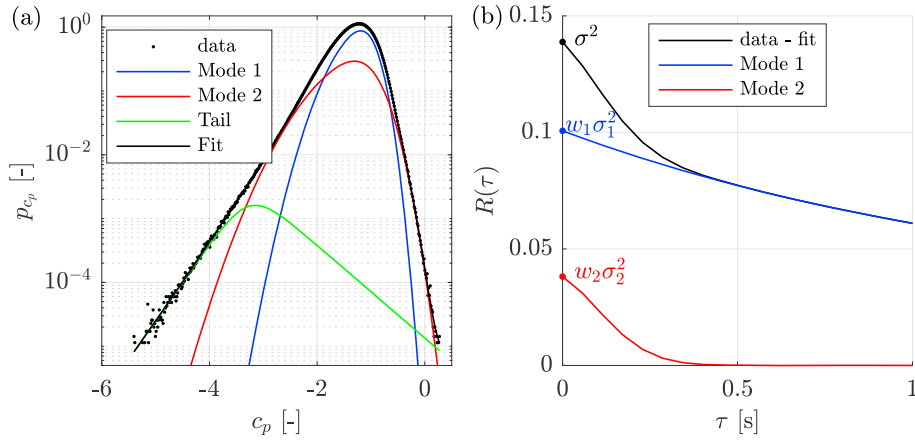 (a)
10^0
10^{-2}
10^{-4}
p_{c_p} [-]
data
Mode 1
Mode 2
Tail
Fit
-6
-4
-2
0
c_p [-]
(b)
0.15
0.1
0.05
0
R(τ)
σ^2
w_1σ_1^2
w_2σ_2^2
data - fit
Mode 1
Mode 2
0
0.5
1
τ [s]